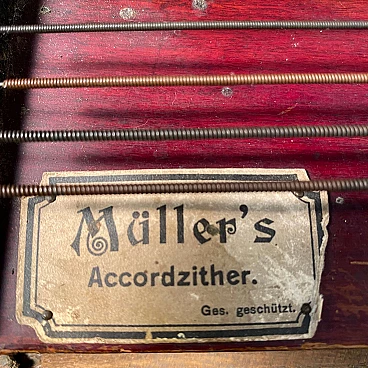 Müller's
Accordzither.
Ges. geschützt.